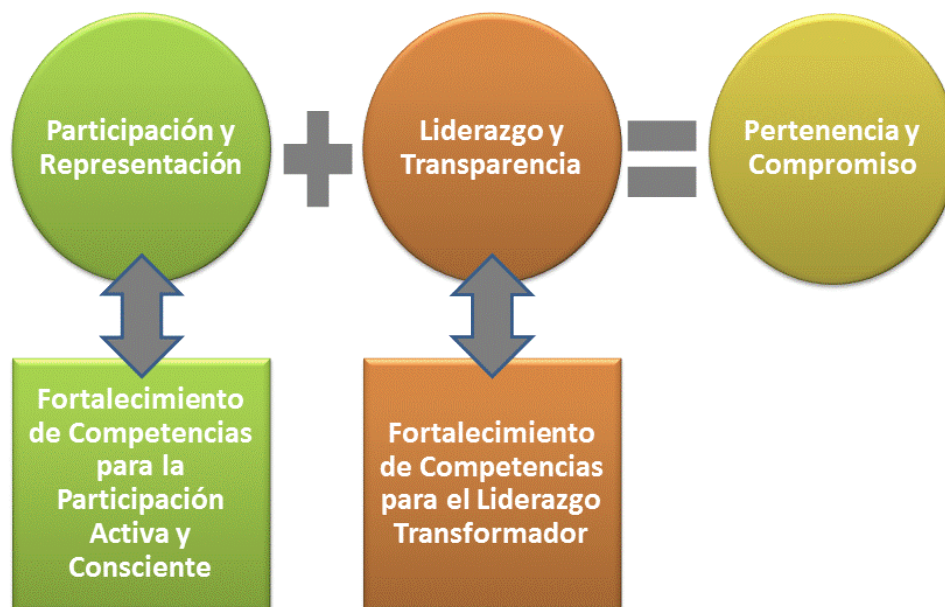 Participación y
Representación
Liderazgo y
Transparencia
Pertenencia y
Compromiso
Fortalecimiento
de Competencias
para la
Participación
Activa y
Consciente
Fortalecimiento
de Competencias
para el Liderazgo
Transformador